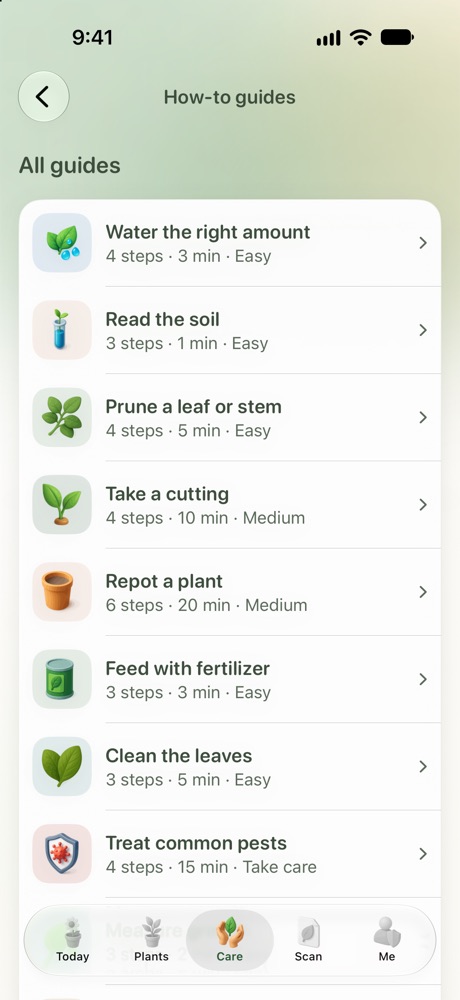 9:41
How-to guides
All guides
Water the right amount
4 steps · 3 min · Easy
Read the soil
3 steps · 1 min · Easy
Prune a leaf or stem
4 steps · 5 min · Easy
Take a cutting
4 steps · 10 min · Medium
Repot a plant
6 steps · 20 min · Medium
Feed with fertilizer
3 steps · 3 min · Easy
Clean the leaves
3 steps · 5 min · Easy
Treat common pests
4 steps · 15 min · Take care
Today
Plants
Care
Scan
Me